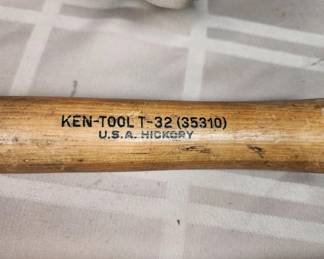 KEN-TOOL T-32 (35310)
U.S.A. HICKORY